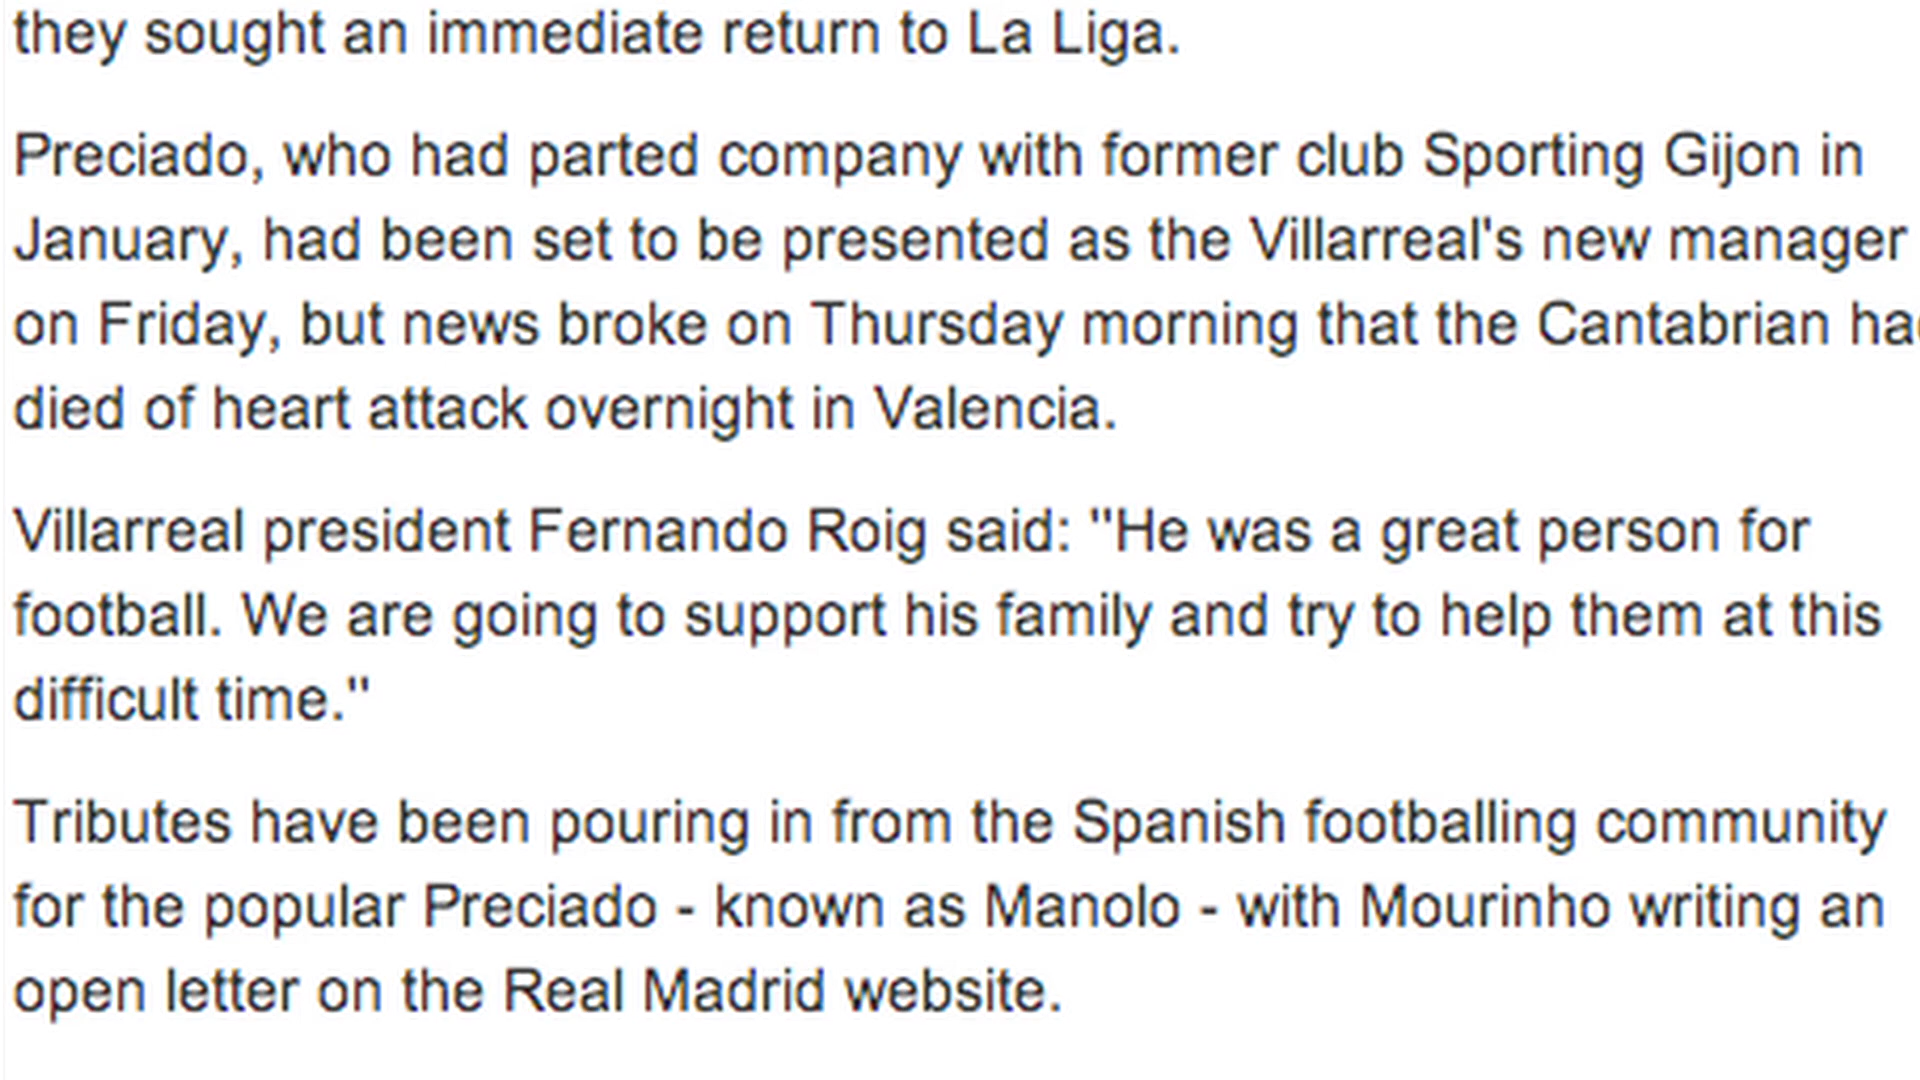 they sought an immediate return to La Liga.
Preciado, who had parted company with former club Sporting Gijon in
January, had been set to be presented as the Villarreal's new manager
on Friday, but news broke on Thursday morning that the Cantabrian had
died of heart attack overnight in Valencia.
Villarreal president Fernando Roig said: "He was a great person for
football. We are going to support his family and try to help them at this
difficult time."
Tributes have been pouring in from the Spanish footballing community
for the popular Preciado - known as Manolo - with Mourinho writing an
open letter on the Real Madrid website.